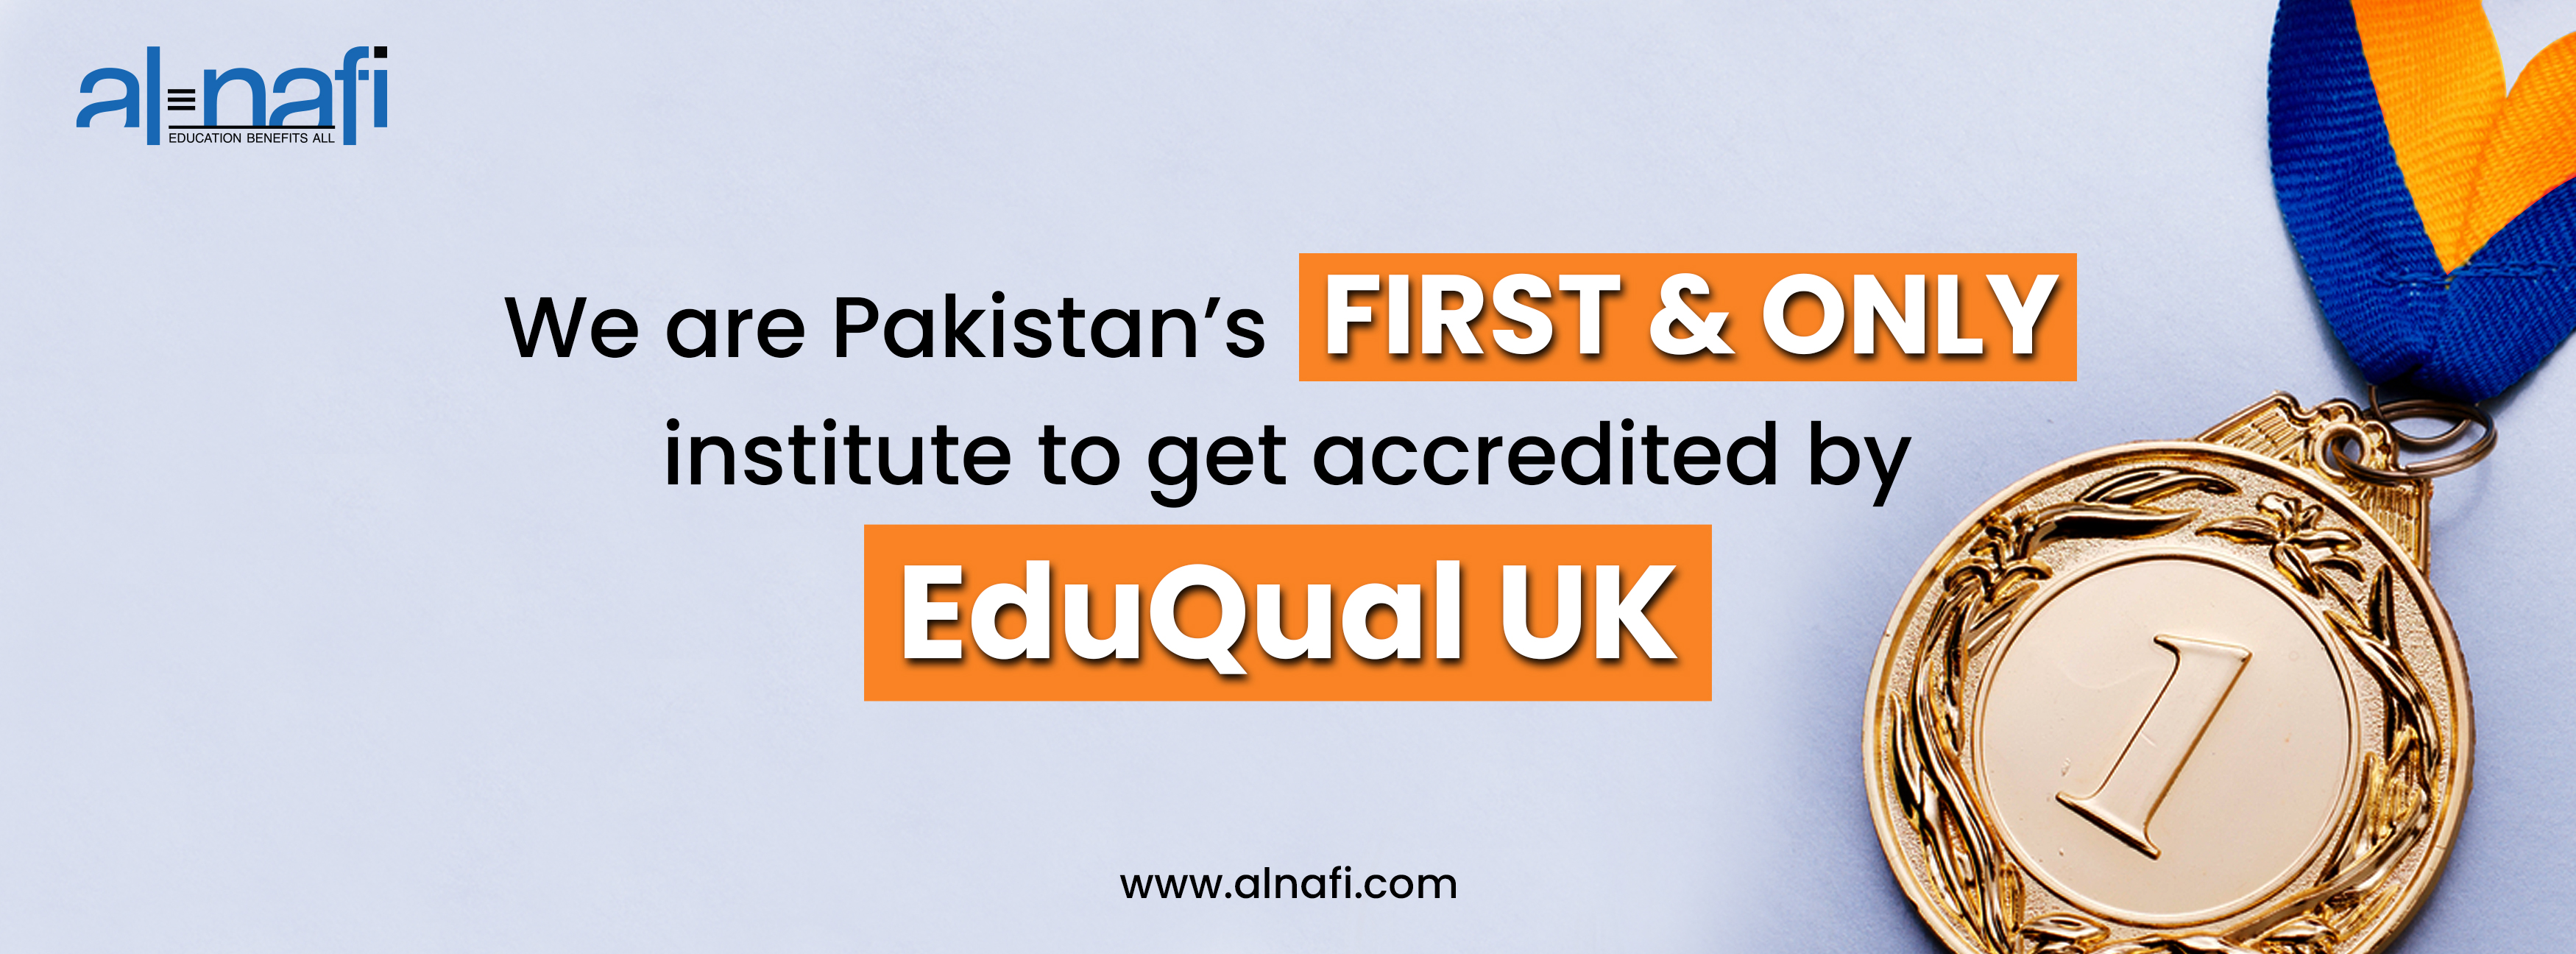 al-nafi
EDUCATION BENEFITS ALL
We are Pakistan’s FIRST & ONLY
institute to get accredited by
EduQual UK
1
www.alnafi.com